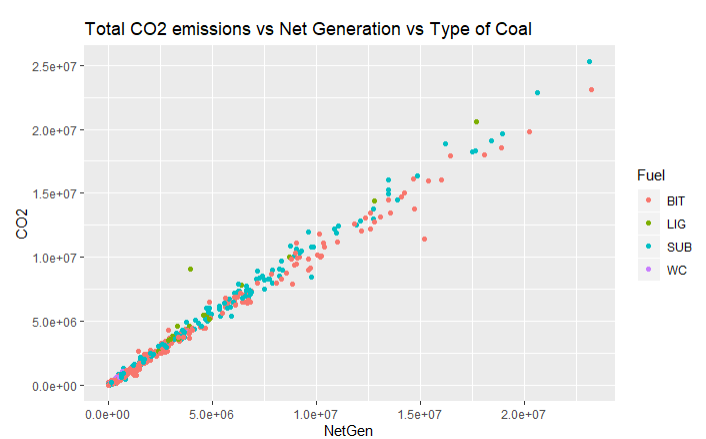 Total CO2 emissions vs Net Generation vs Type of Coal
2.5e+07
2.0e+07
1.5e+07
1.0e+07
5.0e+06
0.0e+00
CO2
0.0e+00 5.0e+06 1.0e+07 1.5e+07 2.0e+07
NetGen
Fuel
BIT
LIG
SUB
WC